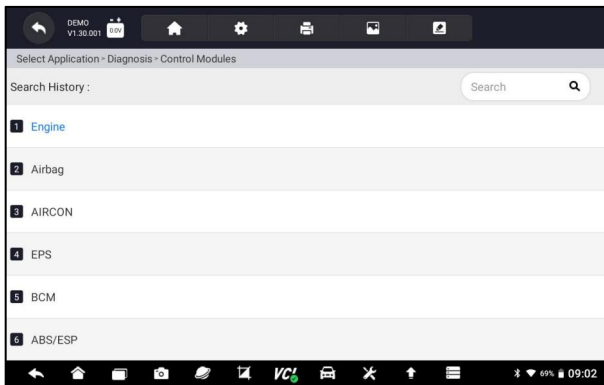 DEMO
V1.30.001
0.0V
Select Application > Diagnosis > Control Modules
Search History :
Search
1 Engine
2 Airbag
3 AIRCON
4 EPS
5 BCM
6 ABS/ESP
VCI
69% 09:02